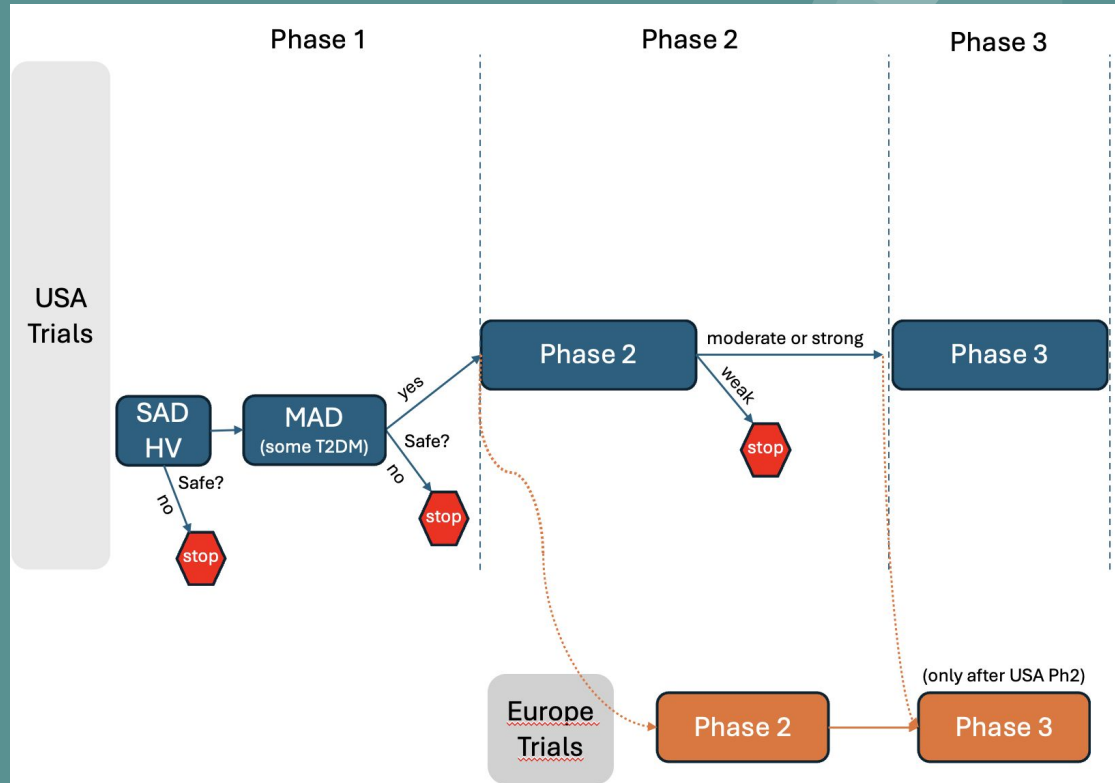 Phase 1
Phase 2
Phase 3
USA
Trials
Phase 2
moderate or strong
Phase 3
yes
weak
SAD
HV
MAD
(some T2DM)
Safe?
no
stop
Safe?
no
stop
stop
(only after USA Ph2)
Europe
Trials
Phase 2
Phase 3